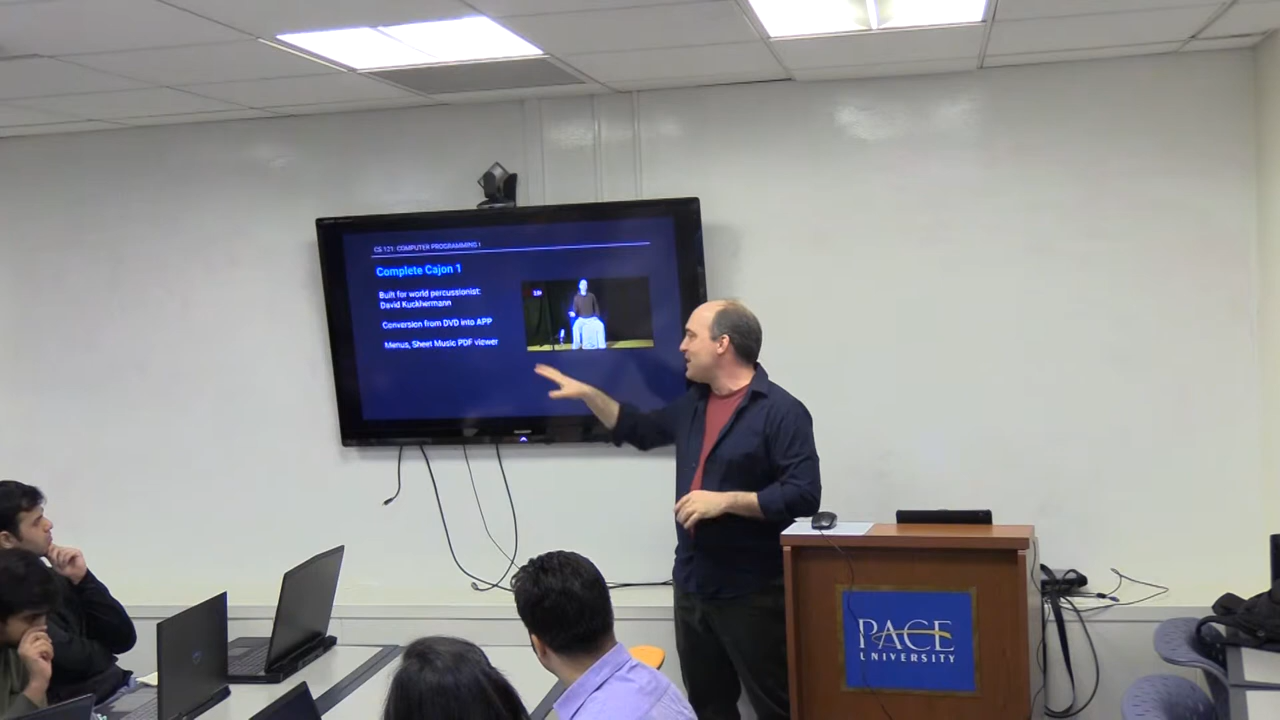 CS 121: COMPUTER PROGRAMMING I
Complete Cajon 1
Built for world percussionist:
David Kuckhermann
Conversion from DVD into APP
Menus, Sheet Music PDF viewer
PACE
UNIVERSITY